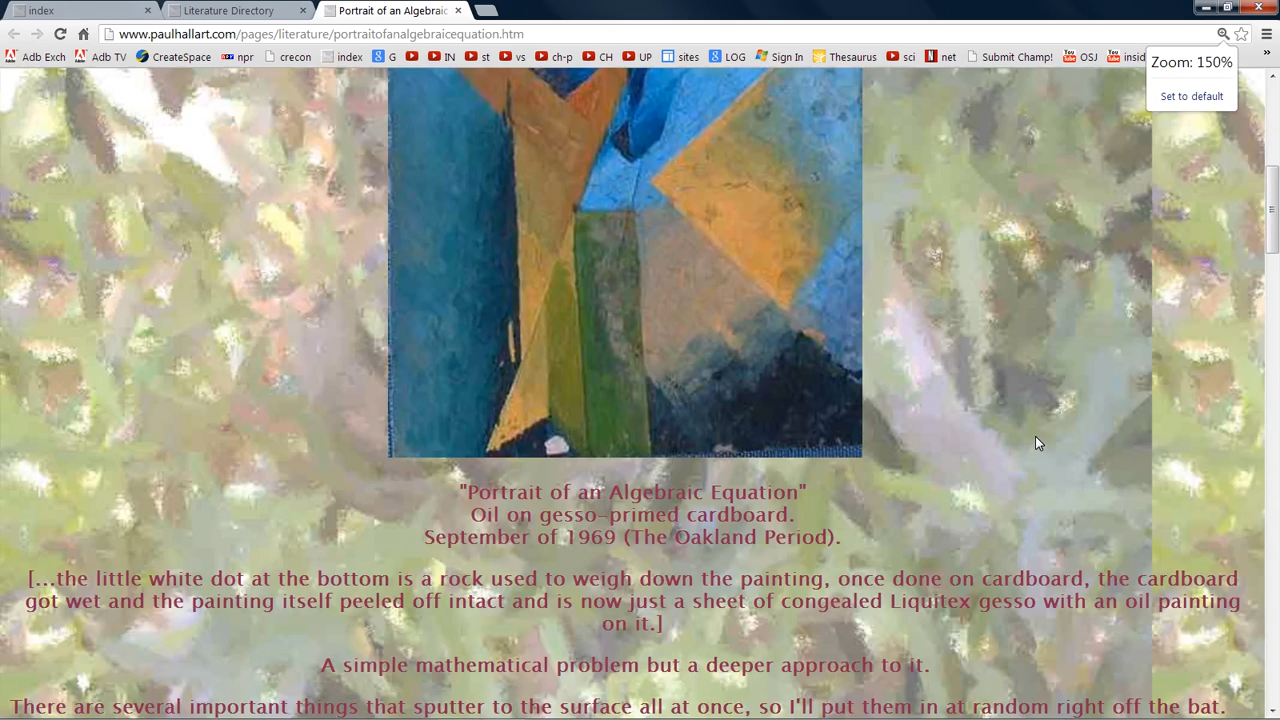 index
Literature Directory
Portrait of an Algebraic
www.paulhallart.com/pages/literature/portraitofanalgebraicequation.htm
Adb Exch Adb TV CreateSpace npr crecon index G IN st vs ch-p CH UP sites LOG Sign In Thesaurus sci net Submit Champ! OSJ insid »
Zoom: 150%
Set to default
"Portrait of an Algebraic Equation"
Oil on gesso-primed cardboard.
September of 1969 (The Oakland Period).
[...the little white dot at the bottom is a rock used to weigh down the painting, once done on cardboard, the cardboard
got wet and the painting itself peeled off intact and is now just a sheet of congealed Liquitex gesso with an oil painting
on it.]
A simple mathematical problem but a deeper approach to it.
There are several important things that sputter to the surface all at once, so I'll put them in at random right off the bat.